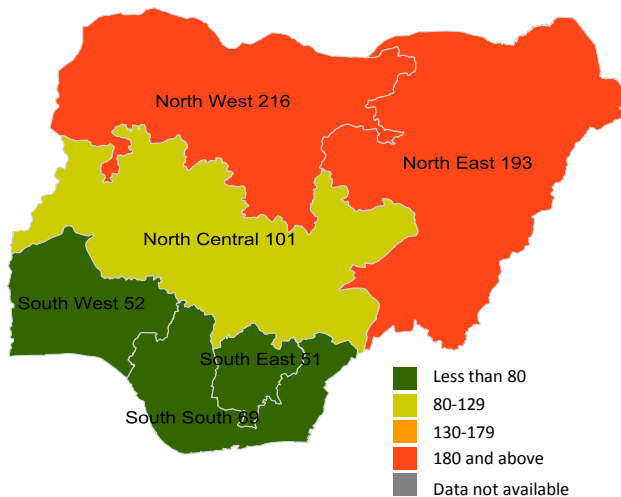 North West 216
North East 193
North Central 101
South West 52
South East 51
South South 69
Less than 80
80-129
130-179
180 and above
Data not available